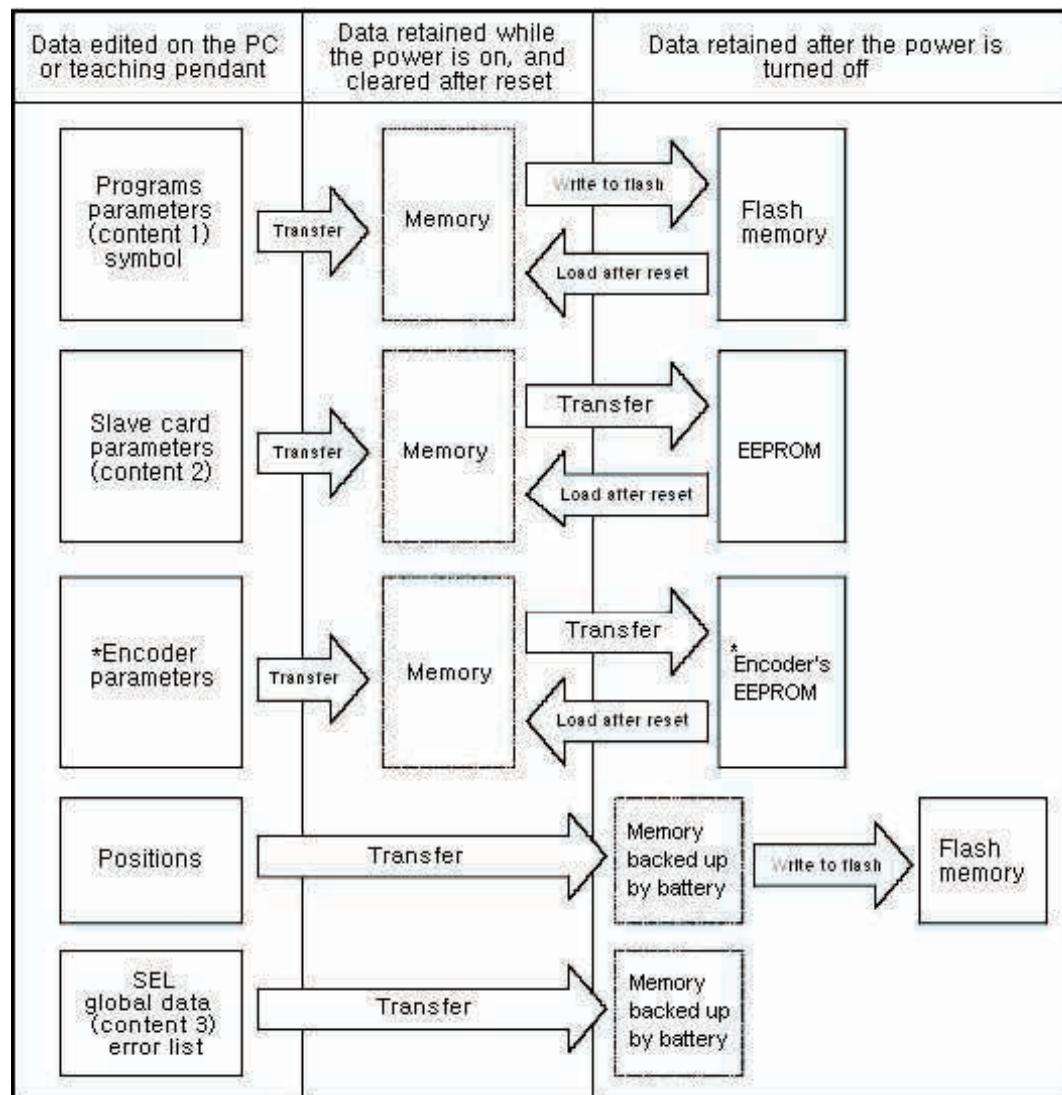 Data edited on the PC
or teaching pendant
Data retained while
the power is on, and
cleared after reset
Data retained after the power is
turned off
Programs
parameters
(content 1)
symbol
Transfer
Memory
Write to flash
Load after reset
Flash
memory
Slave card
parameters
(content 2)
Transfer
Memory
Transfer
Load after reset
EEPROM
*Encoder
parameters
Transfer
Memory
Transfer
Load after reset
*
Encoder's
EEPROM
Positions
Transfer
Memory
backed up
by battery
Write to flash
Flash
memory
SEL
global data
(content 3)
error list
Transfer
Memory
backed up
by battery